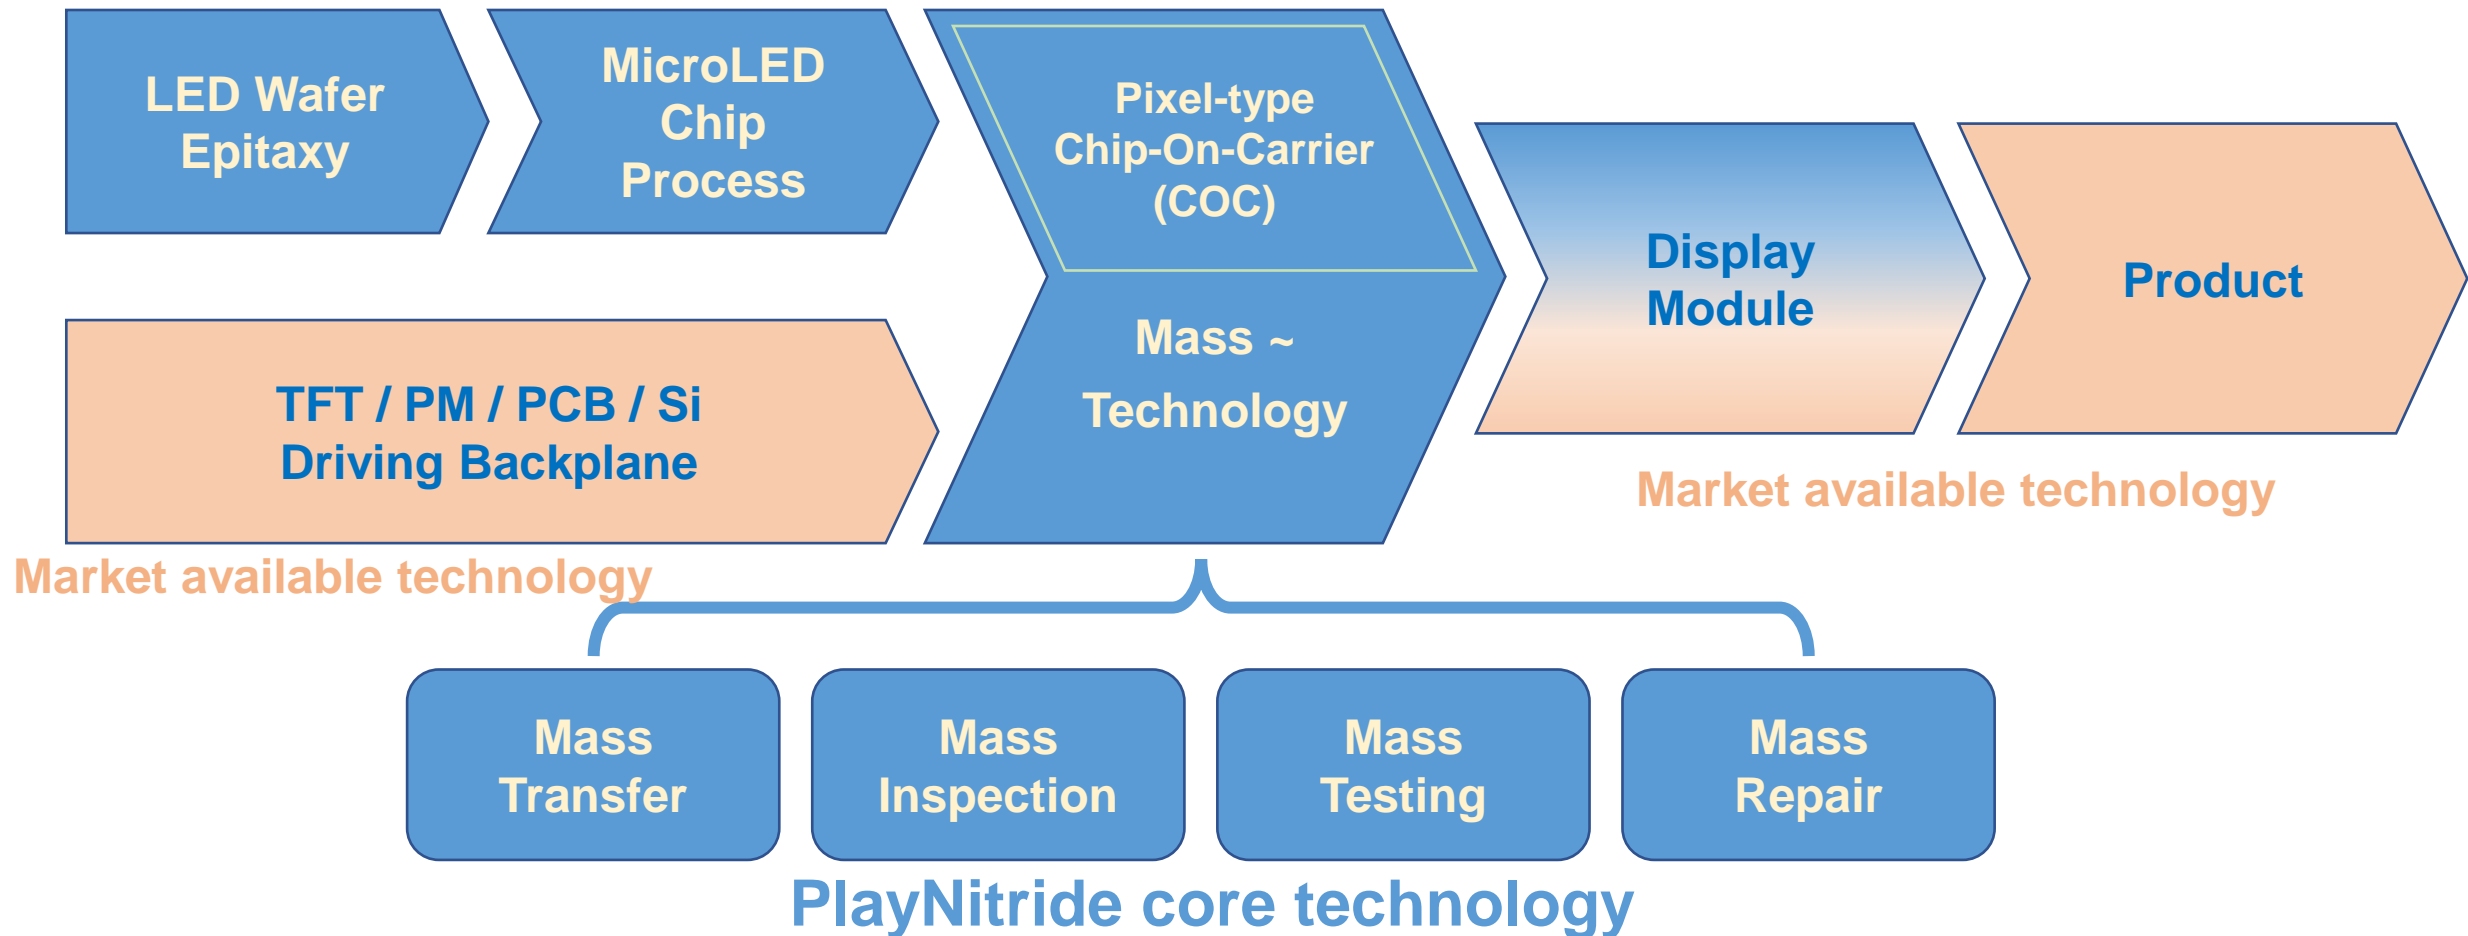 LED Wafer
Epitaxy
MicroLED
Chip
Process
Pixel-type
Chip-On-Carrier
(COC)
Mass ~
Technology
TFT / PM / PCB / Si
Driving Backplane
Market available technology
Display
Module
Product
Market available technology
Mass
Transfer
Mass
Inspection
Mass
Testing
Mass
Repair
PlayNitride core technology